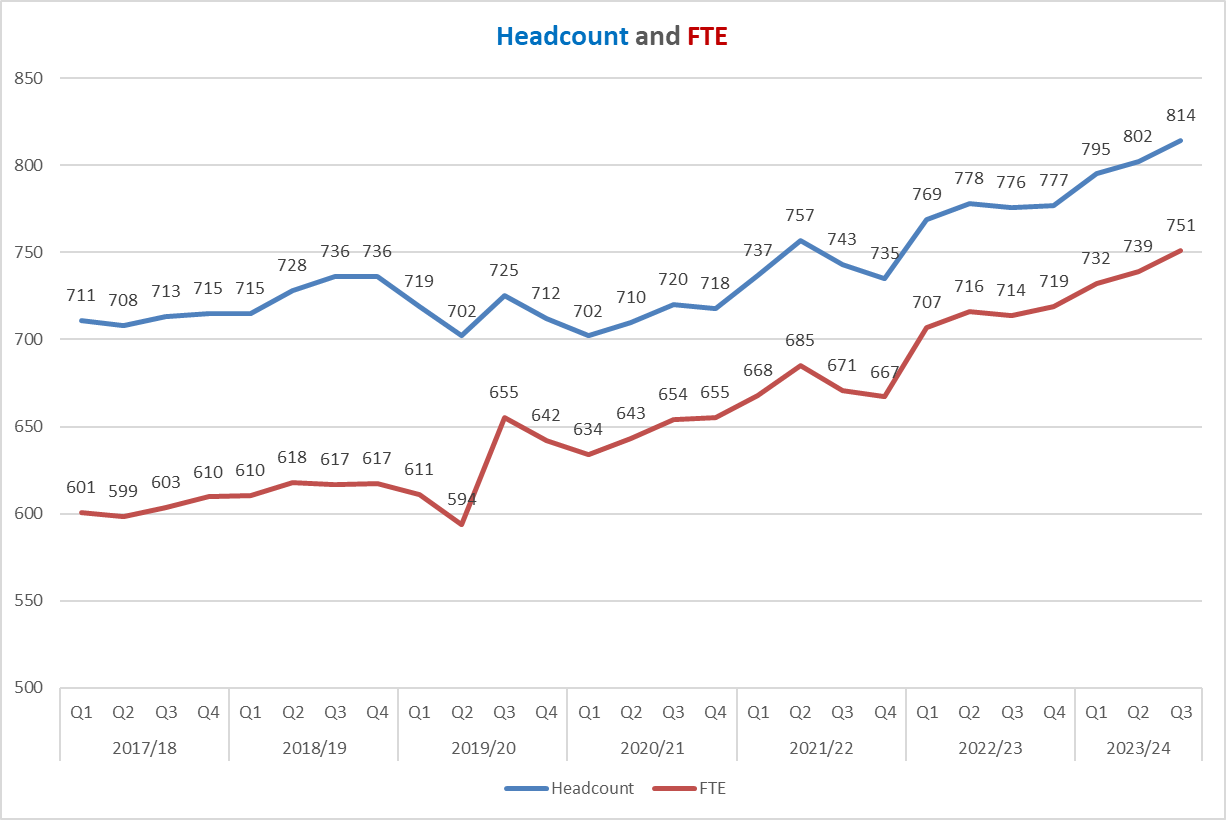 Headcount and FTE
850
800
750
700
650
600
550
500
711 708 713 715 715 728 736 736 719 702 725 712 702 710 720 718 737 757 743 735 769 778 776 777 795 802 814
601 599 603 610 610 618 617 617 611 594 655 642 634 643 654 655 668 685 671 667 707 716 714 719 732 739 751
Q1 Q2 Q3 Q4 Q1 Q2 Q3 Q4 Q1 Q2 Q3 Q4 Q1 Q2 Q3 Q4 Q1 Q2 Q3 Q4 Q1 Q2 Q3 Q4 Q1 Q2 Q3
2017/18 2018/19 2019/20 2020/21 2021/22 2022/23 2023/24
Headcount FTE